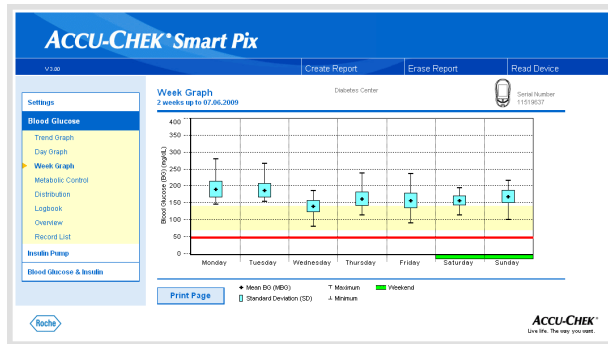 ACCU-CHEK® Smart Pix
V3.00
Create Report
Erase Report
Read Device
Settings
Blood Glucose
Trend Graph
Day Graph
Week Graph
Metabolic Control
Distribution
Logbook
Overview
Record List
Insulin Pump
Blood Glucose & Insulin
Week Graph
2 weeks up to 07.06.2009
Diabetes Center
Serial Number
11519637
Blood Glucose (BG) (mg/dL)
400
350
300
250
200
150
100
50
0
Monday
Tuesday
Wednesday
Thursday
Friday
Saturday
Sunday
Print Page
Mean BG (MBG)
Maximum
Weekend
Standard Deviation (SD)
Minimum
Roche
ACCU-CHEK®
Live life. The way you want.